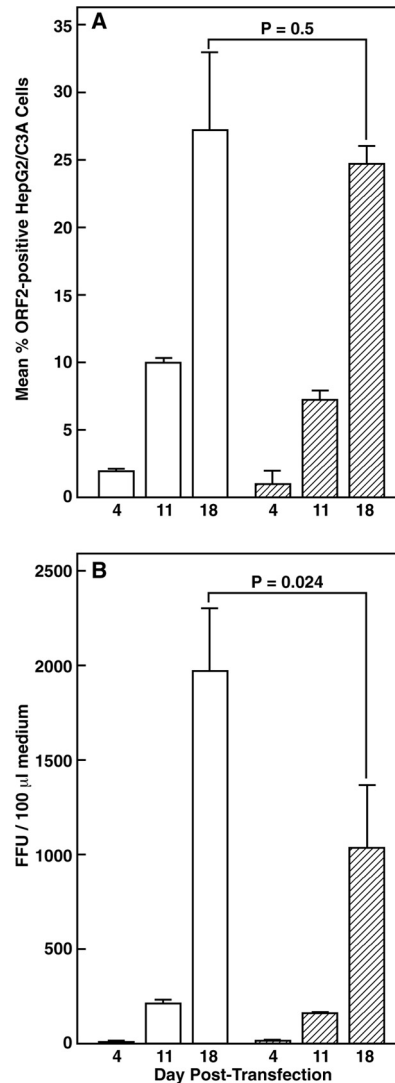 A
P = 0.5
35
30
25
20
15
10
5
0
Mean % ORF2-positive HepG2/C3A Cells
4 11 18 4 11 18
B
P = 0.024
2500
2000
1500
1000
500
0
FFU / 100 µl medium
4 11 18 4 11 18
Day Post-Transfection